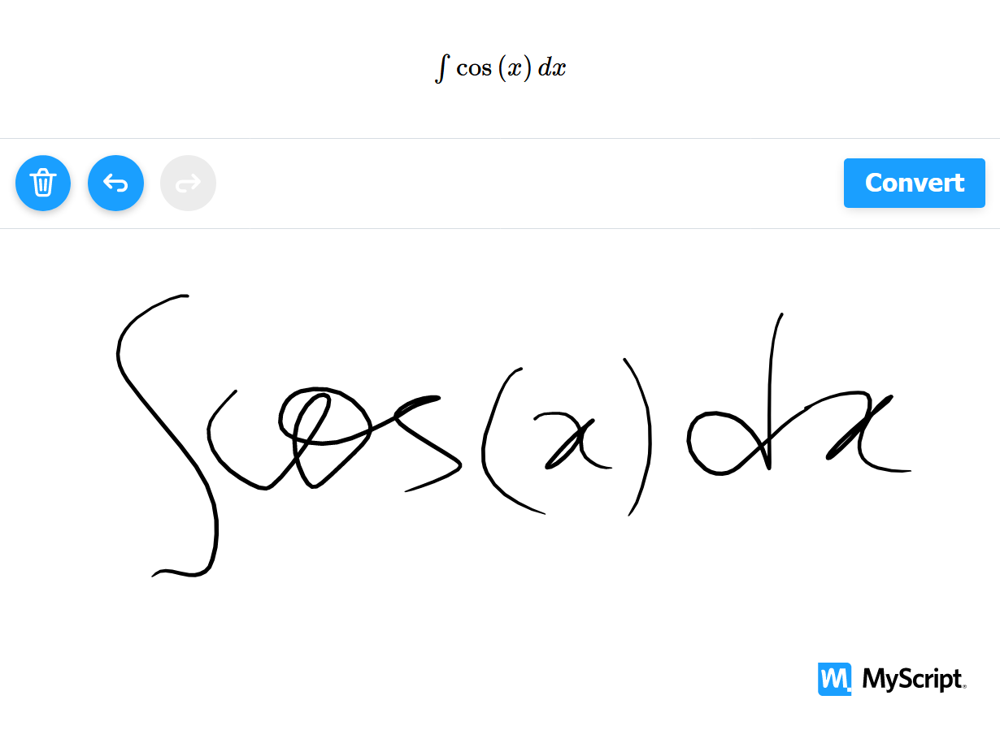 ∫ cos (x) dx
Convert
∫cos(x) dx
MyScript